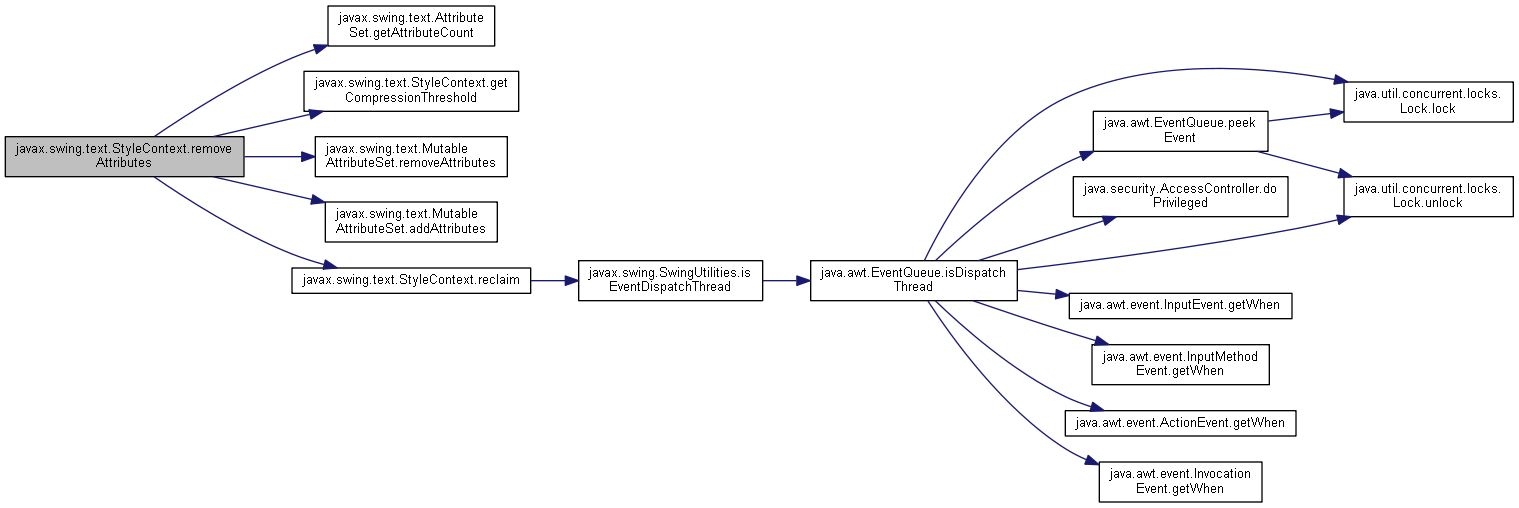 javax.swing.text.Attribute
Set.getAttributeCount
javax.swing.text.StyleContext.get
CompressionThreshold
javax.swing.text.StyleContext.remove
Attributes
javax.swing.text.Mutable
AttributeSet.removeAttributes
javax.swing.text.Mutable
AttributeSet.addAttributes
javax.swing.text.StyleContext.reclaim
javax.swing.SwingUtilities.is
EventDispatchThread
java.awt.EventQueue.isDispatch
Thread
java.awt.EventQueue.peek
Event
java.security.AccessController.do
Privileged
java.util.concurrent.locks.
Lock.lock
java.util.concurrent.locks.
Lock.unlock
java.awt.event.InputEvent.getWhen
java.awt.event.InputMethod
Event.getWhen
java.awt.event.ActionEvent.getWhen
java.awt.event.Invocation
Event.getWhen